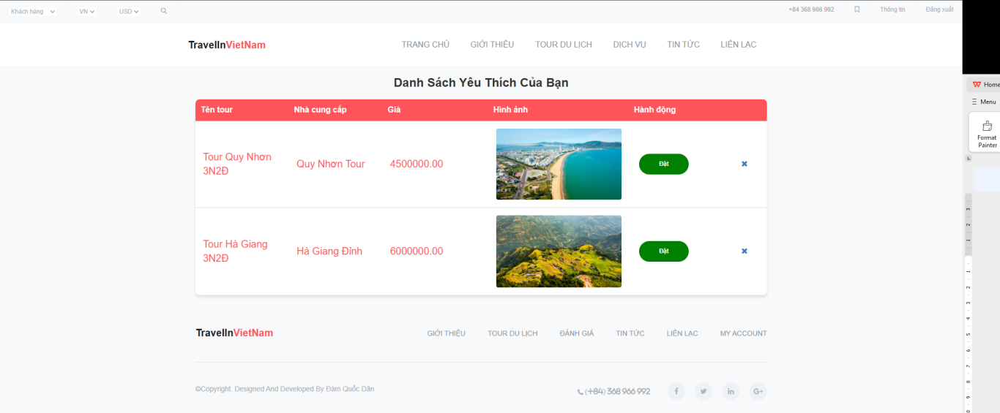 Khách hàng VN USD +84 368 966 992 Thông tin Đăng xuất
TravelInVietNam TRANG CHỦ GIỚI THIỆU TOUR DU LỊCH DỊCH VỤ TIN TỨC LIÊN LẠC
Home
Menu
Format
Painter
Danh Sách Yêu Thích Của Bạn
Tên tour Nhà cung cấp Giá Hình ảnh Hành động
Tour Quy Nhơn
3N2Đ
Quy Nhơn Tour 4500000.00 Đặt
Tour Hà Giang
3N2Đ
Hà Giang Đỉnh 6000000.00 Đặt
TravelInVietNam GIỚI THIỆU TOUR DU LỊCH ĐÁNH GIÁ TIN TỨC LIÊN LẠC MY ACCOUNT
©Copyright. Designed And Developed By Đàm Quốc Dân (+84) 368 966 992